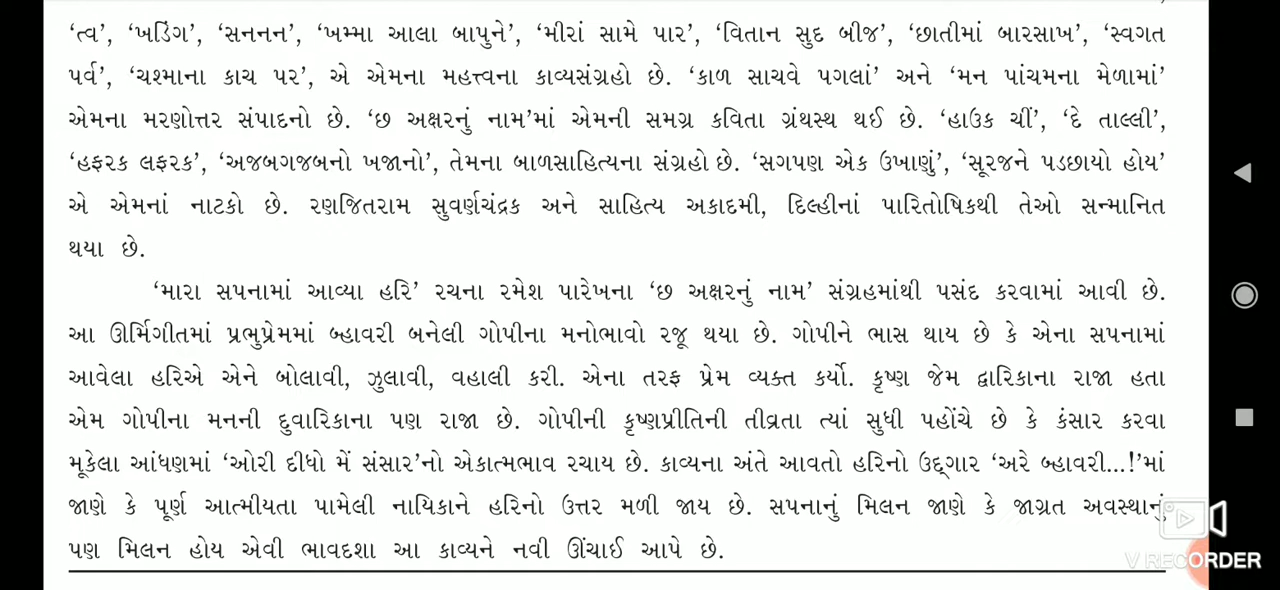 ‘ત્વ’, ‘ખડિંગ’, ‘સનનન’, ‘ખમ્મા આલા બાપુને’, ‘મીરાં સામે પાર’, ‘વિતાન સુદ બીજ’, ‘છાતીમાં બારસાખ’, ‘સ્વગત
પર્વ’, ‘ચશ્માના કાચ પર’, એ એમના મહત્ત્વના કાવ્યસંગ્રહો છે. ‘કાળ સાચવે પગલાં’ અને ‘મન પાંચમના મેળામાં’
એમના મરણોત્તર સંપાદનો છે. ‘છ અક્ષરનું નામ’માં એમની સમગ્ર કવિતા ગ્રંથસ્થ થઈ છે. ‘હાઉક ચીં’, ‘દે તાલ્લી’,
‘હફરક લફરક’, ‘અજબગજબનો ખજાનો’, તેમના બાળસાહિત્યના સંગ્રહો છે. ‘સગપણ એક ઉખાણું’, ‘સૂરજને પડછાયો હોય’
એ એમનાં નાટકો છે. રણજિતરામ સુવર્ણચંદ્રક અને સાહિત્ય અકાદમી, દિલ્હીનાં પારિતોષિકથી તેઓ સન્માનિત
થયા છે.
‘મારા સપનામાં આવ્યા હરિ’ રચના રમેશ પારેખના ‘છ અક્ષરનું નામ’ સંગ્રહમાંથી પસંદ કરવામાં આવી છે.
આ ઊર્મિગીતમાં પ્રભુપ્રેમમાં બ્હાવરી બનેલી ગોપીના મનોભાવો રજૂ થયા છે. ગોપીને ભાસ થાય છે કે એના સપનામાં
આવેલા હરિએ એને બોલાવી, ઝુલાવી, વહાલી કરી. એના તરફ પ્રેમ વ્યક્ત કર્યો. કૃષ્ણ જેમ દ્વારિકાના રાજા હતા
એમ ગોપીના મનની દુવારિકાના પણ રાજા છે. ગોપીની કૃષ્ણપ્રીતિની તીવ્રતા ત્યાં સુધી પહોંચે છે કે કંસાર કરવા
મૂકેલા આંધણમાં ‘ઓરી દીધો મેં સંસાર’નો એકાત્મભાવ રચાય છે. કાવ્યના અંતે આવતો હરિનો ઉદ્ગાર ‘અરે બ્હાવરી...!’માં
જાણે કે પૂર્ણ આત્મીયતા પામેલી નાયિકાને હરિનો ઉત્તર મળી જાય છે. સપનાનું મિલન જાણે કે જાગ્રત અવસ્થાનું
પણ મિલન હોય એવી ભાવદશા આ કાવ્યને નવી ઊંચાઈ આપે છે.
V RECORDER